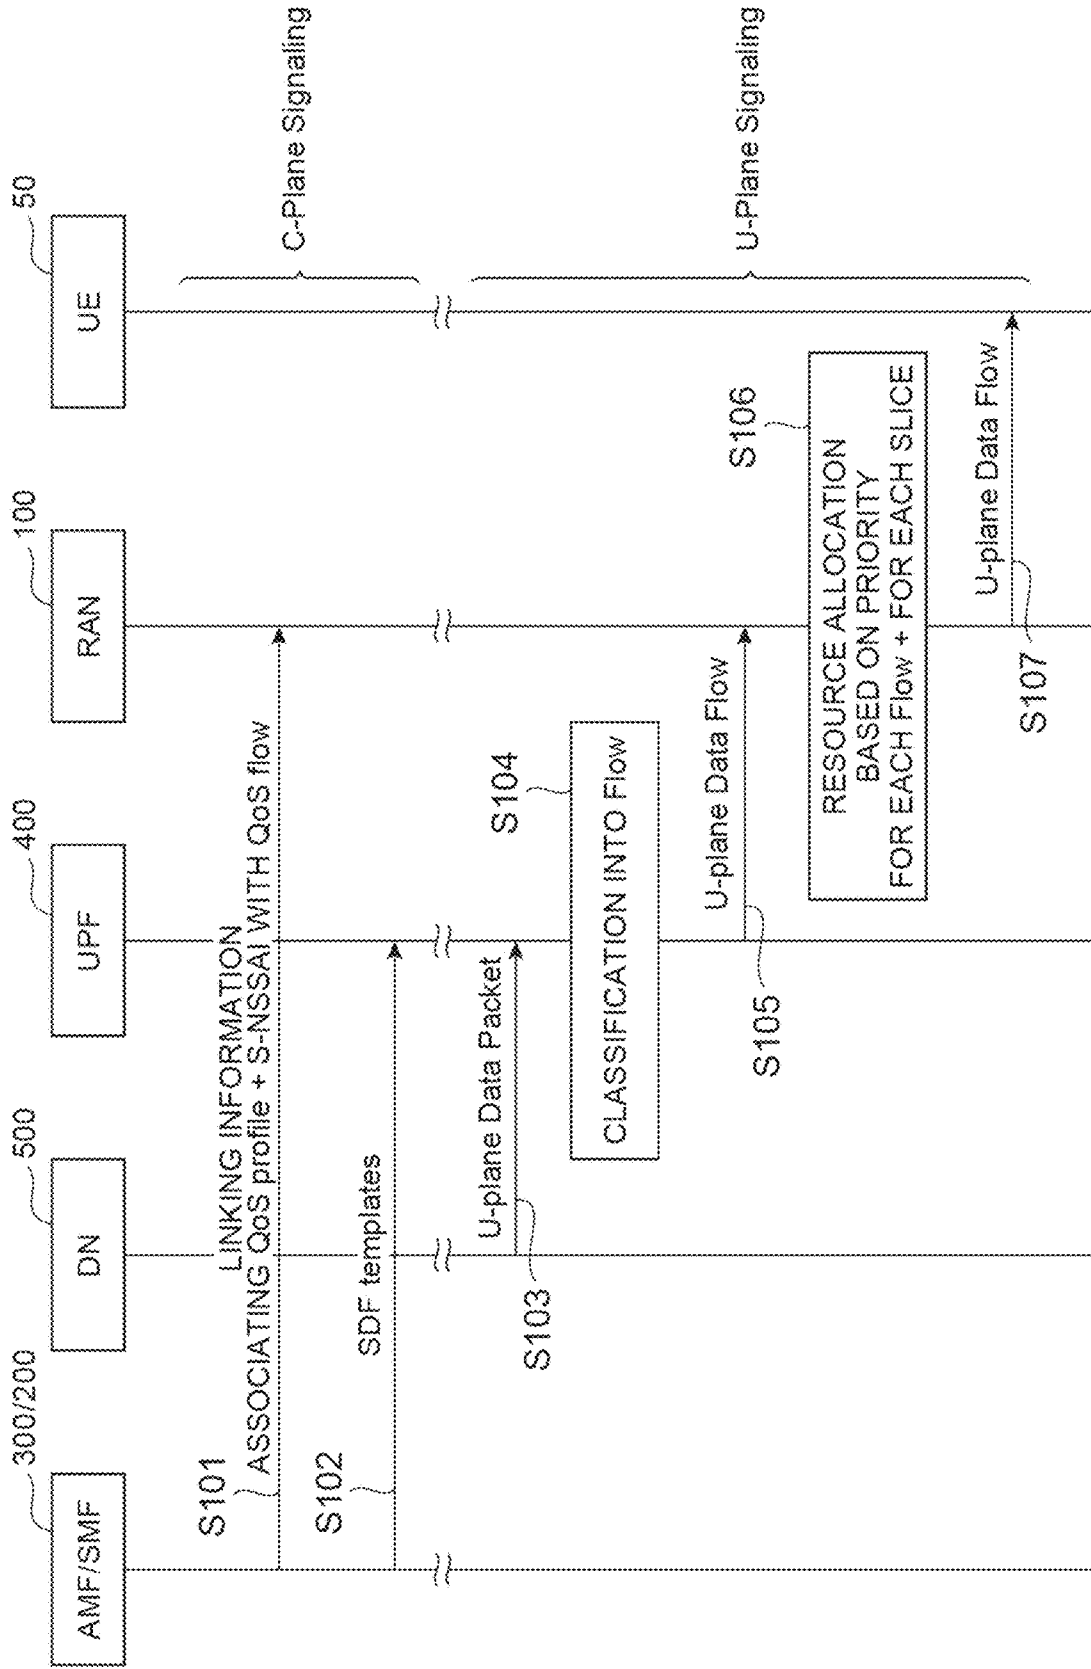 300/200
500
400
100
50
AMF/SMF
DN
UPF
RAN
UE
LINKING INFORMATION
ASSOCIATING QoS profile + S-NSSAI WITH QoS flow
S101
C-Plane Signaling
SDF templates
S102
U-plane Data Packet
S103
S104
CLASSIFICATION INTO Flow
U-plane Data Flow
S105
U-Plane Signaling
S106
RESOURCE ALLOCATION
BASED ON PRIORITY
FOR EACH Flow + FOR EACH SLICE
U-plane Data Flow
S107